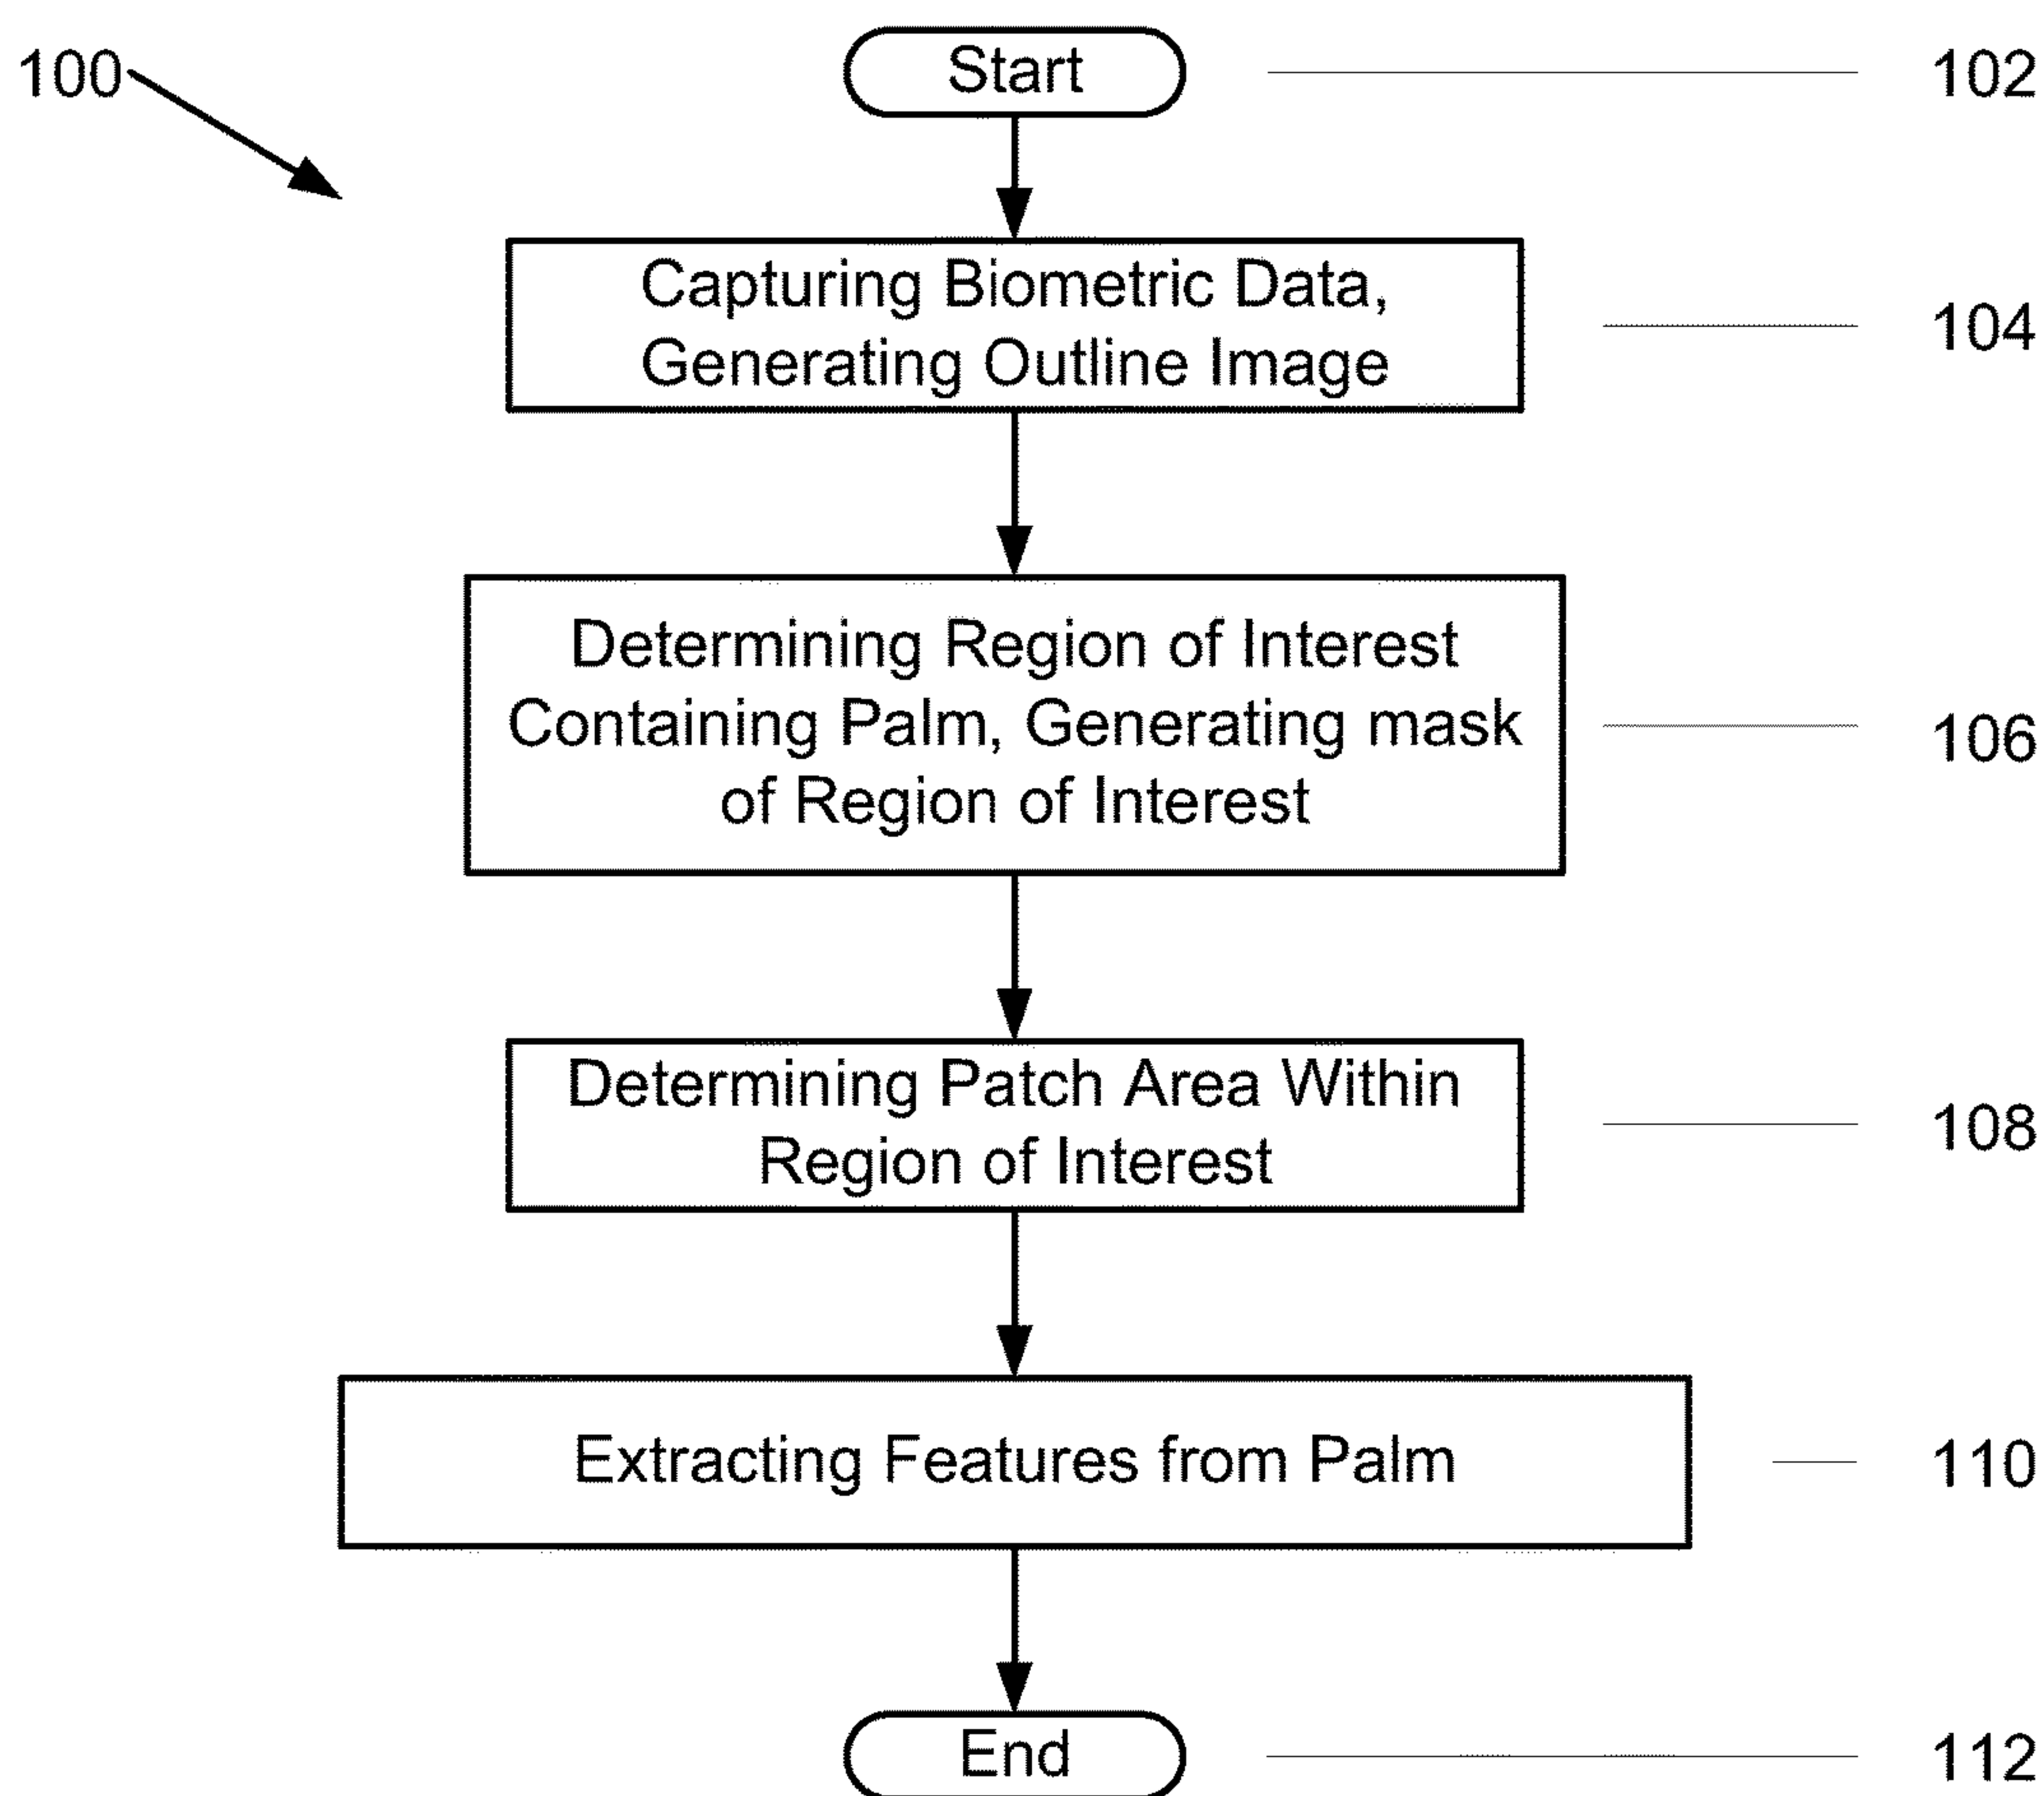 100
Start
102
Capturing Biometric Data,
Generating Outline Image
104
Determining Region of Interest
Containing Palm, Generating mask
of Region of Interest
106
Determining Patch Area Within
Region of Interest
108
Extracting Features from Palm
110
End
112